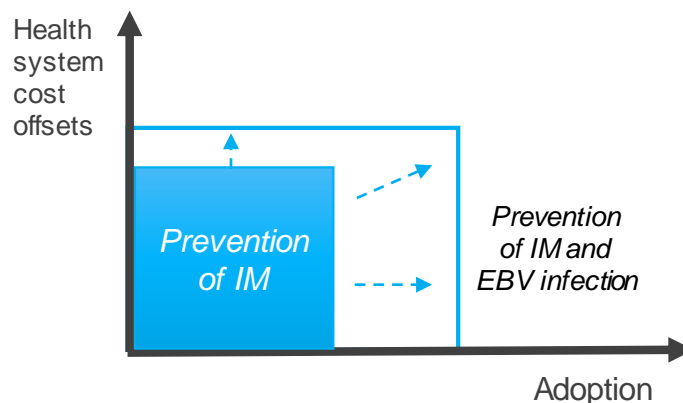 Health
system
cost
offsets
Prevention
of IM
Prevention
of IM and
EBV infection
Adoption